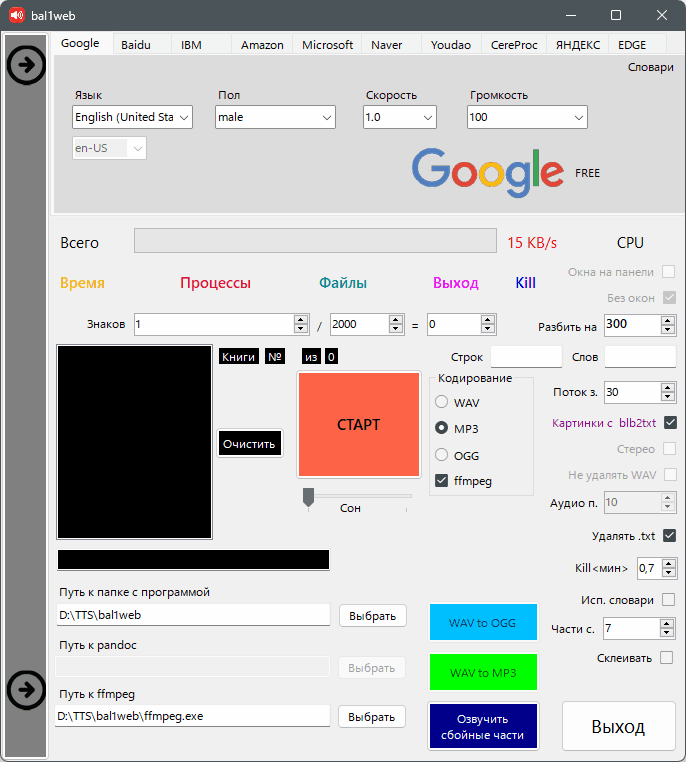 bal1web
Google Baidu IBM Amazon Microsoft Naver Youdao CereProc ЯНДЕКС EDGE
Словари
Язык Пол Скорость Громкость
English (United Sta male 1.0 100
en-US
Google FREE
Всего 15 KB/s CPU
Время Процессы Файлы Выход Kill
Окна на панели
Без окон
Знаков 1 / 2000 = 0
Разбить на 300
Книги № из 0
Строк Слов
Кодирование
WAV
MP3
OGG
ffmpeg
СТАРТ
Очистить
Сон
Поток з. 30
Картинки с blb2txt
Стерео
Не удалять WAV
Аудио п. 10
Удалять .txt
Kill<мин> 0,7
Исп. словари
Части с. 7
Склеивать
Путь к папке с программой
D:\TTS\bal1web Выбрать
WAV to OGG
Путь к pandoc
Выбрать
WAV to MP3
Путь к ffmpeg
D:\TTS\bal1web\ffmpeg.exe Выбрать
Озвучить
сбойные части
Выход